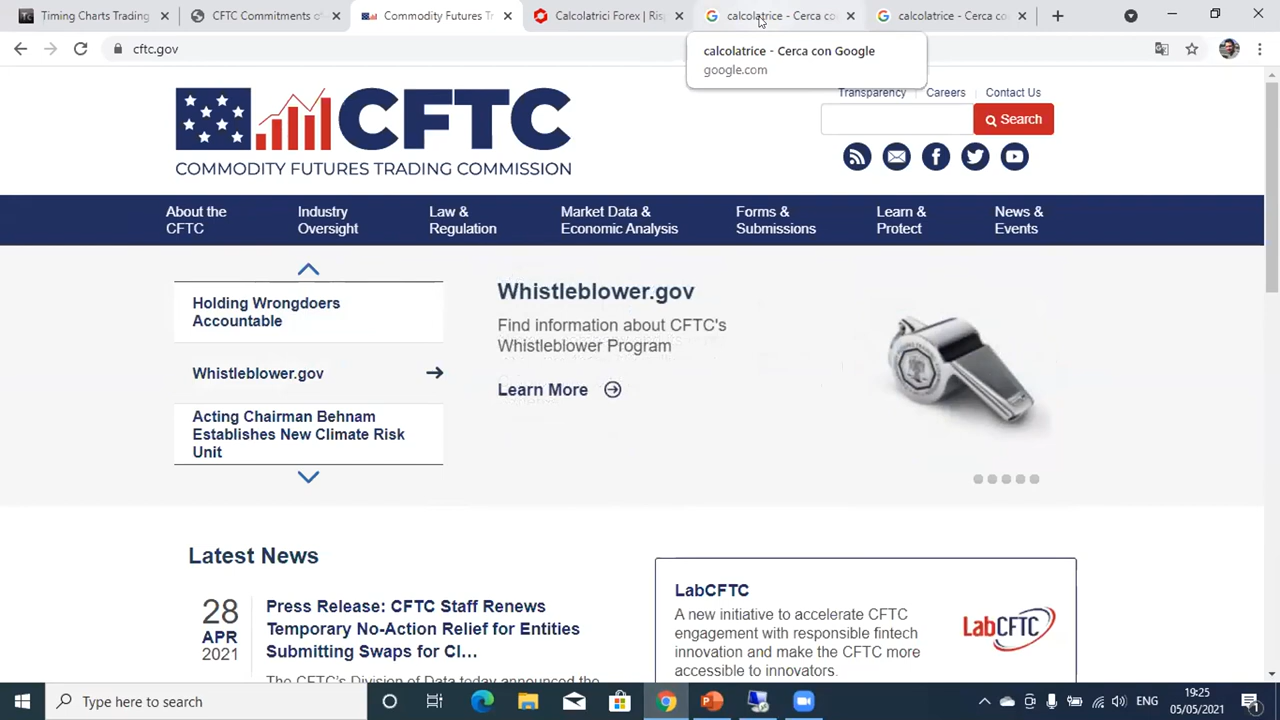 Timing Charts Trading
CFTC Commitments o
Commodity Futures T
Calcolatrici Forex | Ris
calcolatrice - Cerca co
calcolatrice - Cerca co
cftc.gov
calcolatrice - Cerca con Google
google.com
Transparency
Careers
Contact Us
CFTC
COMMODITY FUTURES TRADING COMMISSION
Search
About the
CFTC
Industry
Oversight
Law &
Regulation
Market Data &
Economic Analysis
Forms &
Submissions
Learn &
Protect
News &
Events
Holding Wrongdoers
Accountable
Whistleblower.gov
Acting Chairman Behnam
Establishes New Climate Risk
Unit
Whistleblower.gov
Find information about CFTC's
Whistleblower Program
Learn More
Latest News
28
APR
2021
Press Release: CFTC Staff Renews
Temporary No-Action Relief for Entities
Submitting Swaps for Cl...
The CFTC's Division of Data today announced the
LabCFTC
A new initiative to accelerate CFTC
engagement with responsible fintech
innovation and make the CFTC more
accessible to innovators.
LabCFTC
Type here to search
ENG
19:25
05/05/2021